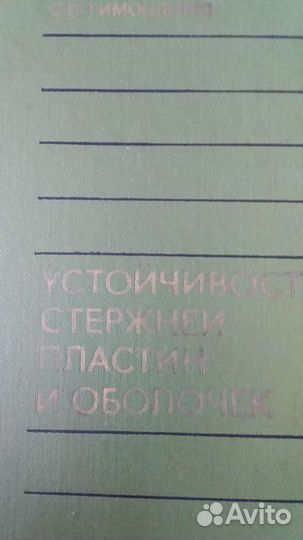 С.П. ТИМОШЕНКО
УСТОЙЧИВОСТ
СТЕРЖНЕЙ
ПЛАСТИН
И ОБОЛОЧЕК
Avito